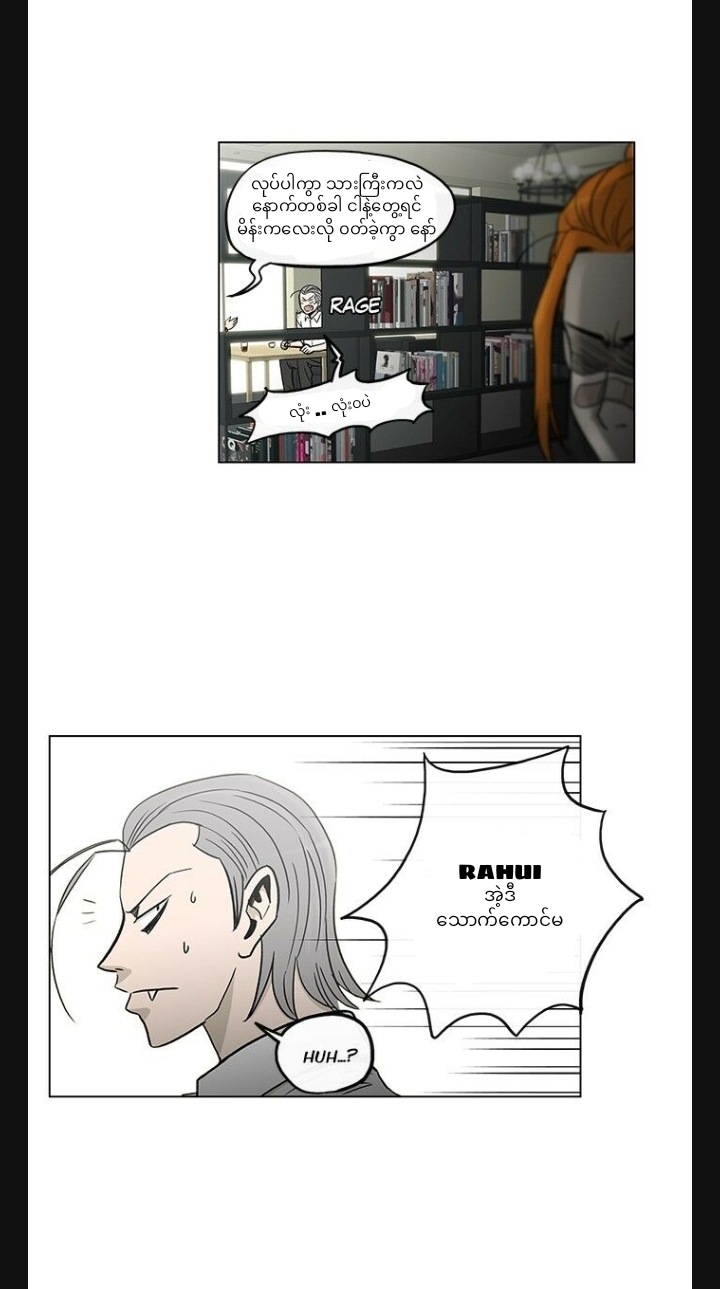 လုပ်ပါကွာ သားကြီးကလဲ
နောက်တစ်ခါ ငါနဲ့တွေ့ရင်
မိန်းကလေးလို ဝတ်ခဲ့ကွာ နော်
RAGE
လုံး .. လုံးဝပဲ
RAHUI
အဲ့ဒီ
သောက်ကောင်မ
HUH...?